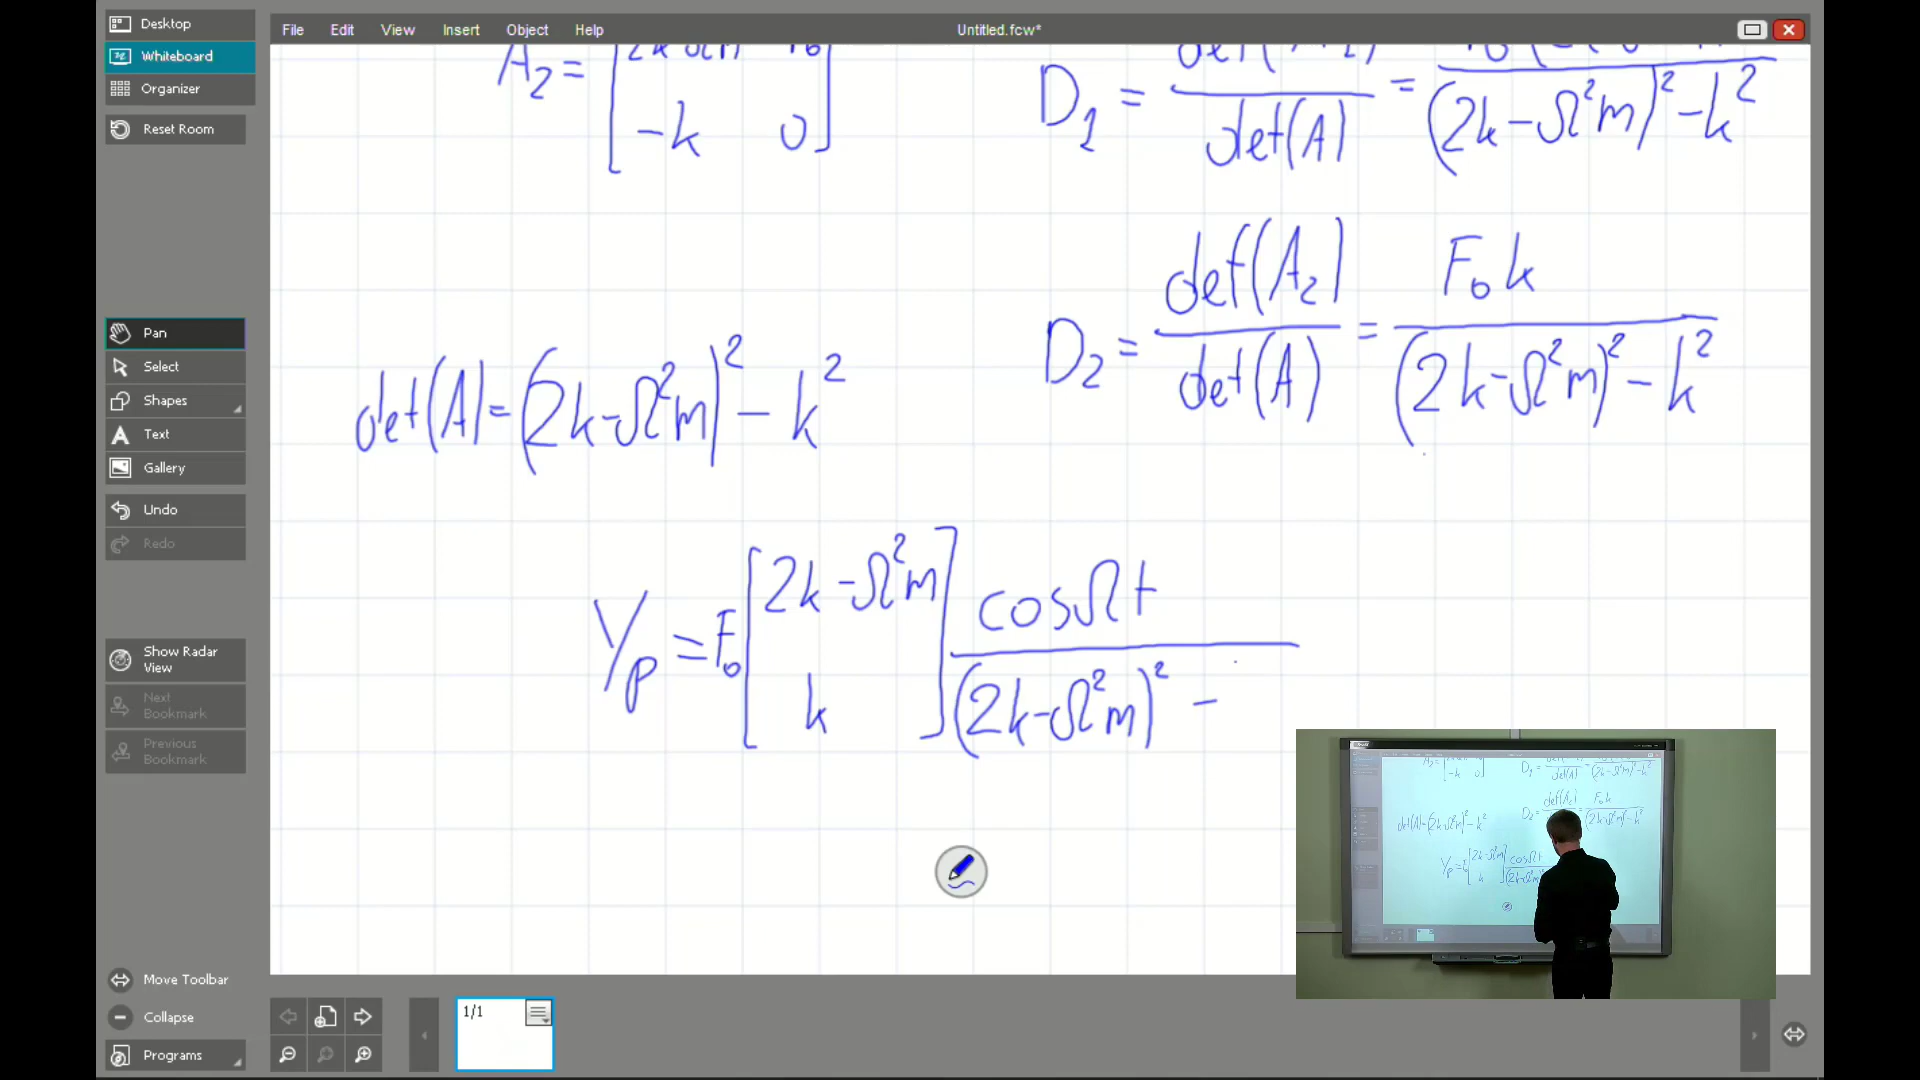 Desktop
Whiteboard
Organizer
Reset Room
Pan
Select
Shapes
Text
Gallery
Undo
Redo
Show Radar
View
Next
Bookmark
Previous
Bookmark
Move Toolbar
Collapse
Programs
File Edit View Insert Object Help
Untitled.fcw*
A₂ = [
-k 0]
D₁ = / det(A) = / (2k-Ω²m)²-k²
D₂ = det(A₂) / det(A) = F₀k / (2k-Ω²m)²-k²
det(A)=(2k-Ω²m)²-k²
Yp = F₀ [2k-Ω²m
k] cosΩt / (2k-Ω²m)² -
1/1